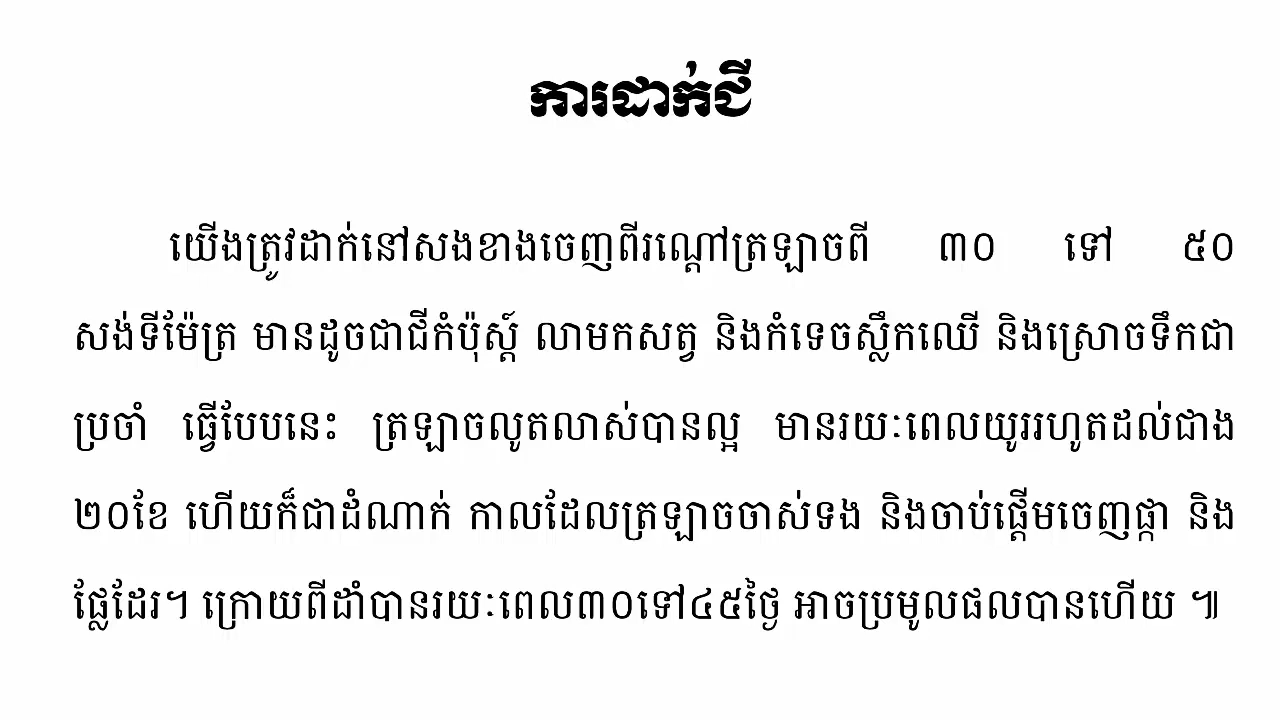 ការដាក់ជី
យើងត្រូវដាក់នៅសងខាងចេញពីរណ្តៅត្រឡាចពី ៣០ ទៅ ៥០
សង់ទីម៉ែត្រ មានដូចជាជីកំប៉ុស្ត៍ លាមកសត្វ និងកំទេចស្លឹកឈើ និងស្រោចទឹកជា
ប្រចាំ ធ្វើបែបនេះ ត្រឡាចលូតលាស់បានល្អ មានរយៈពេលយូររហូតដល់ជាង
២០ខែ ហើយក៏ជាដំណាក់ កាលដែលត្រឡាចចាស់ទង និងចាប់ផ្តើមចេញផ្កា និង
ផ្លែដែរ។ ក្រោយពីដាំបានរយៈពេល៣០ទៅ៤៥ថ្ងៃ អាចប្រមូលផលបានហើយ ៕